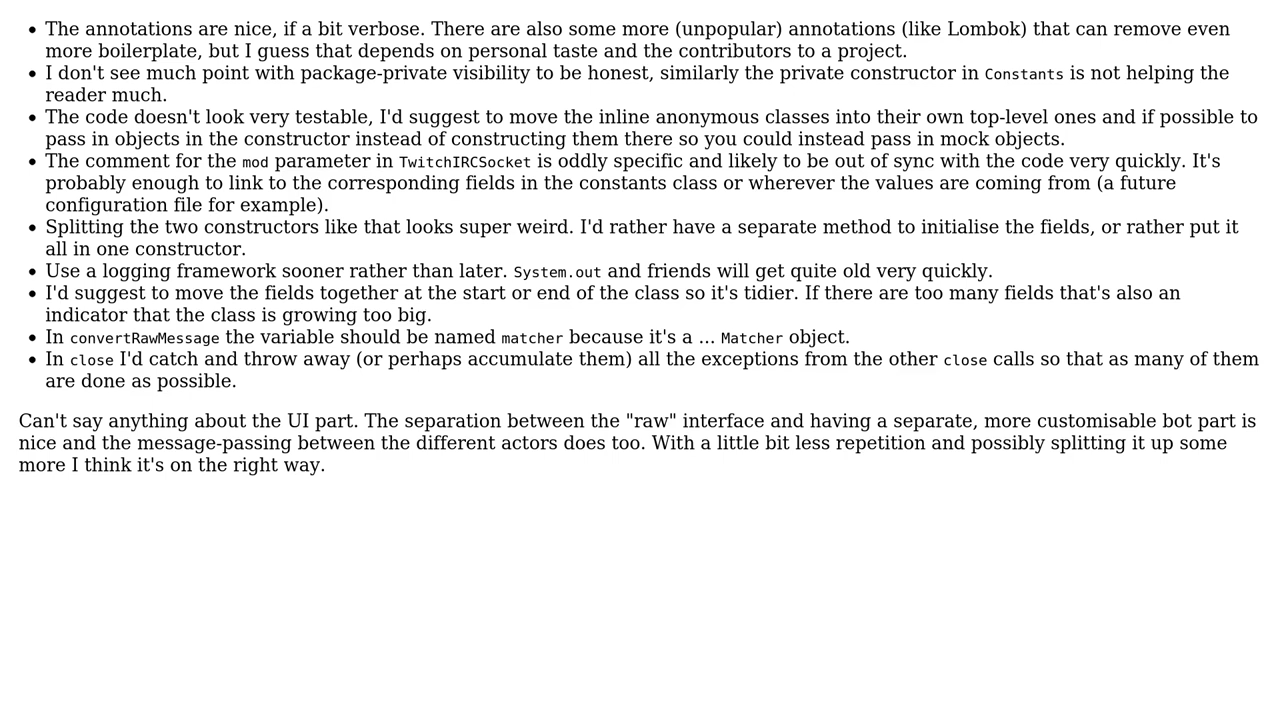 • The annotations are nice, if a bit verbose. There are also some more (unpopular) annotations (like Lombok) that can remove even
more boilerplate, but I guess that depends on personal taste and the contributors to a project.
• I don't see much point with package-private visibility to be honest, similarly the private constructor in Constants is not helping the
reader much.
• The code doesn't look very testable, I'd suggest to move the inline anonymous classes into their own top-level ones and if possible to
pass in objects in the constructor instead of constructing them there so you could instead pass in mock objects.
• The comment for the mod parameter in TwitchIRCSocket is oddly specific and likely to be out of sync with the code very quickly. It's
probably enough to link to the corresponding fields in the constants class or wherever the values are coming from (a future
configuration file for example).
• Splitting the two constructors like that looks super weird. I'd rather have a separate method to initialise the fields, or rather put it
all in one constructor.
• Use a logging framework sooner rather than later. System.out and friends will get quite old very quickly.
• I'd suggest to move the fields together at the start or end of the class so it's tidier. If there are too many fields that's also an
indicator that the class is growing too big.
• In convertRawMessage the variable should be named matcher because it's a ... Matcher object.
• In close I'd catch and throw away (or perhaps accumulate them) all the exceptions from the other close calls so that as many of them
are done as possible.
Can't say anything about the UI part. The separation between the "raw" interface and having a separate, more customisable bot part is
nice and the message-passing between the different actors does too. With a little bit less repetition and possibly splitting it up some
more I think it's on the right way.